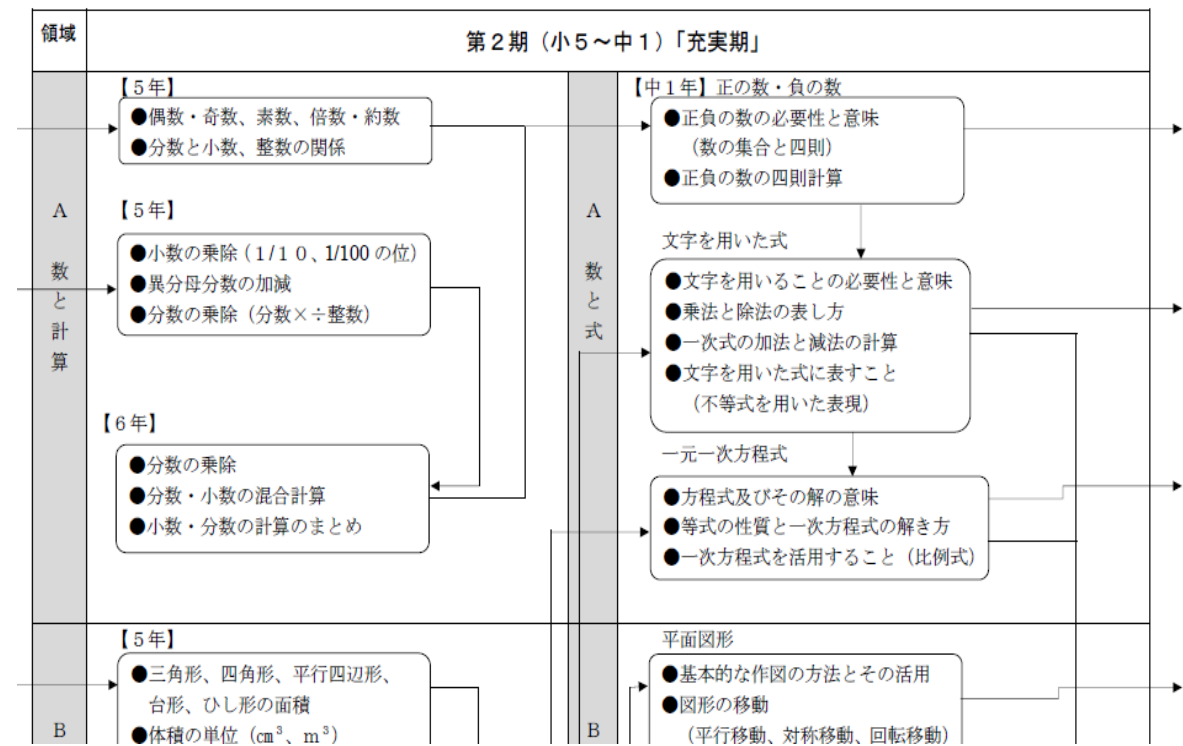 領域
第２期（小５～中１）「充実期」
A
数
と
計
算
【５年】
●偶数・奇数、素数、倍数・約数
●分数と小数、整数の関係
【５年】
●小数の乗除（１/１０、1/100 の位）
●異分母分数の加減
●分数の乗除（分数×÷整数）
【６年】
●分数の乗除
●分数・小数の混合計算
●小数・分数の計算のまとめ
A
数
と
式
【中１年】正の数・負の数
●正負の数の必要性と意味
（数の集合と四則）
●正負の数の四則計算
文字を用いた式
●文字を用いることの必要性と意味
●乗法と除法の表し方
●一次式の加法と減法の計算
●文字を用いた式に表すこと
（不等式を用いた表現）
一元一次方程式
●方程式及びその解の意味
●等式の性質と一次方程式の解き方
●一次方程式を活用すること（比例式）
B
【５年】
●三角形、四角形、平行四辺形、
台形、ひし形の面積
●体積の単位（㎝³、ｍ³）
B
平面図形
●基本的な作図の方法とその活用
●図形の移動
（平行移動、対称移動、回転移動）